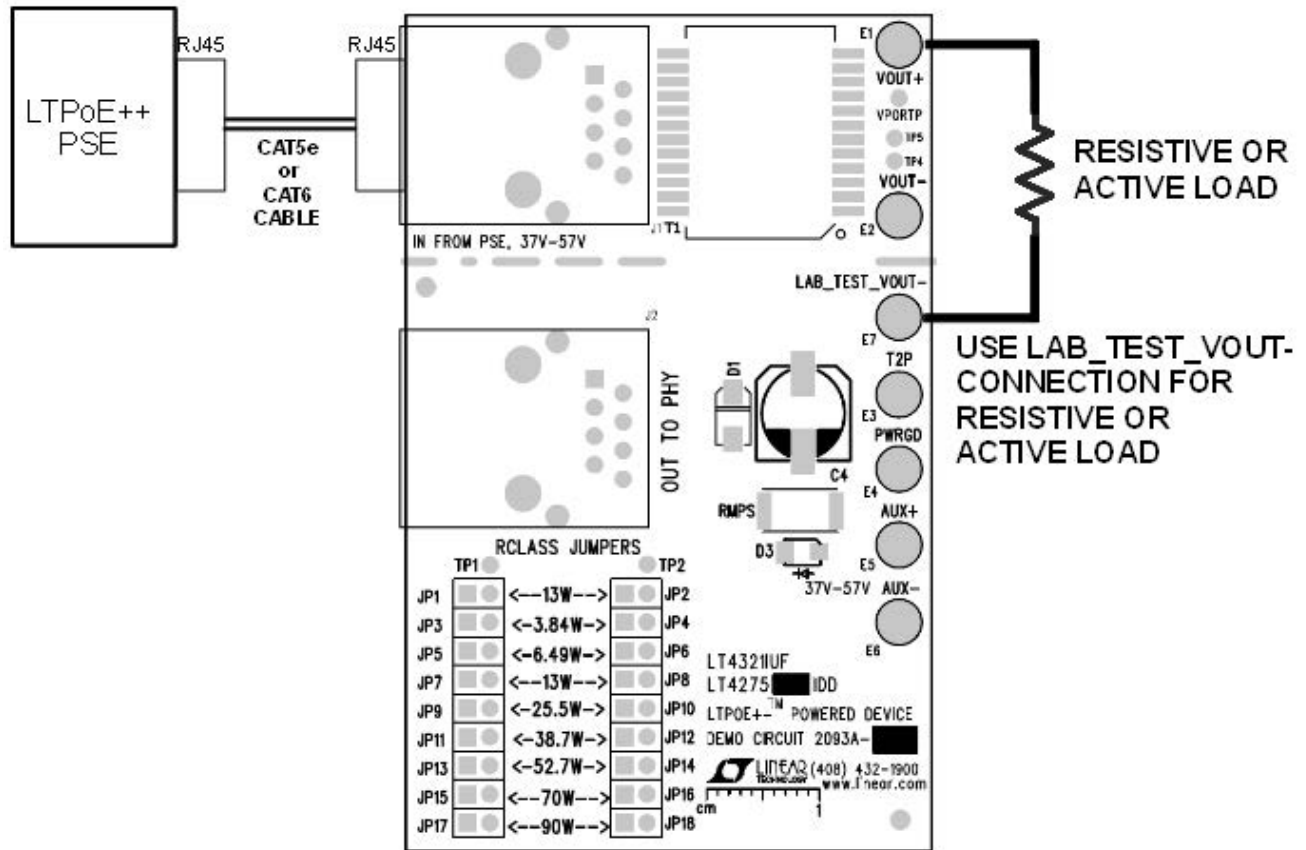 LTPoE++
PSE
RJ45
RJ45
CAT5e
or
CAT6
CABLE
E1
VOUT+
VPORTP
TP5
TP4
VOUT-
E2
J1 T1
IN FROM PSE, 37V-57V
RESISTIVE OR
ACTIVE LOAD
LAB_TEST_VOUT-
E7
USE LAB_TEST_VOUT-
CONNECTION FOR
RESISTIVE OR
ACTIVE LOAD
J2
OUT TO PHY
D1
T2P
E3
PWRGD
C4
E4
RMPS
AUX+
D3
E5
37V-57V AUX-
E6
RCLASS JUMPERS
TP1 TP2
JP1 <--13W--> JP2
JP3 <-3.84W-> JP4
JP5 <-6.49W-> JP6
JP7 <--13W--> JP8
JP9 <-25.5W-> JP10
JP11 <-38.7W-> JP12
JP13 <-52.7W-> JP14
JP15 <--70W--> JP16
JP17 <--90W--> JP18
LT4321IUF
LT4275 IDD
LTPOE+-™ POWERED DEVICE
DEMO CIRCUIT 2093A-
LINEAR (408) 432-1900
TECHNOLOGY www.linear.com
cm 1